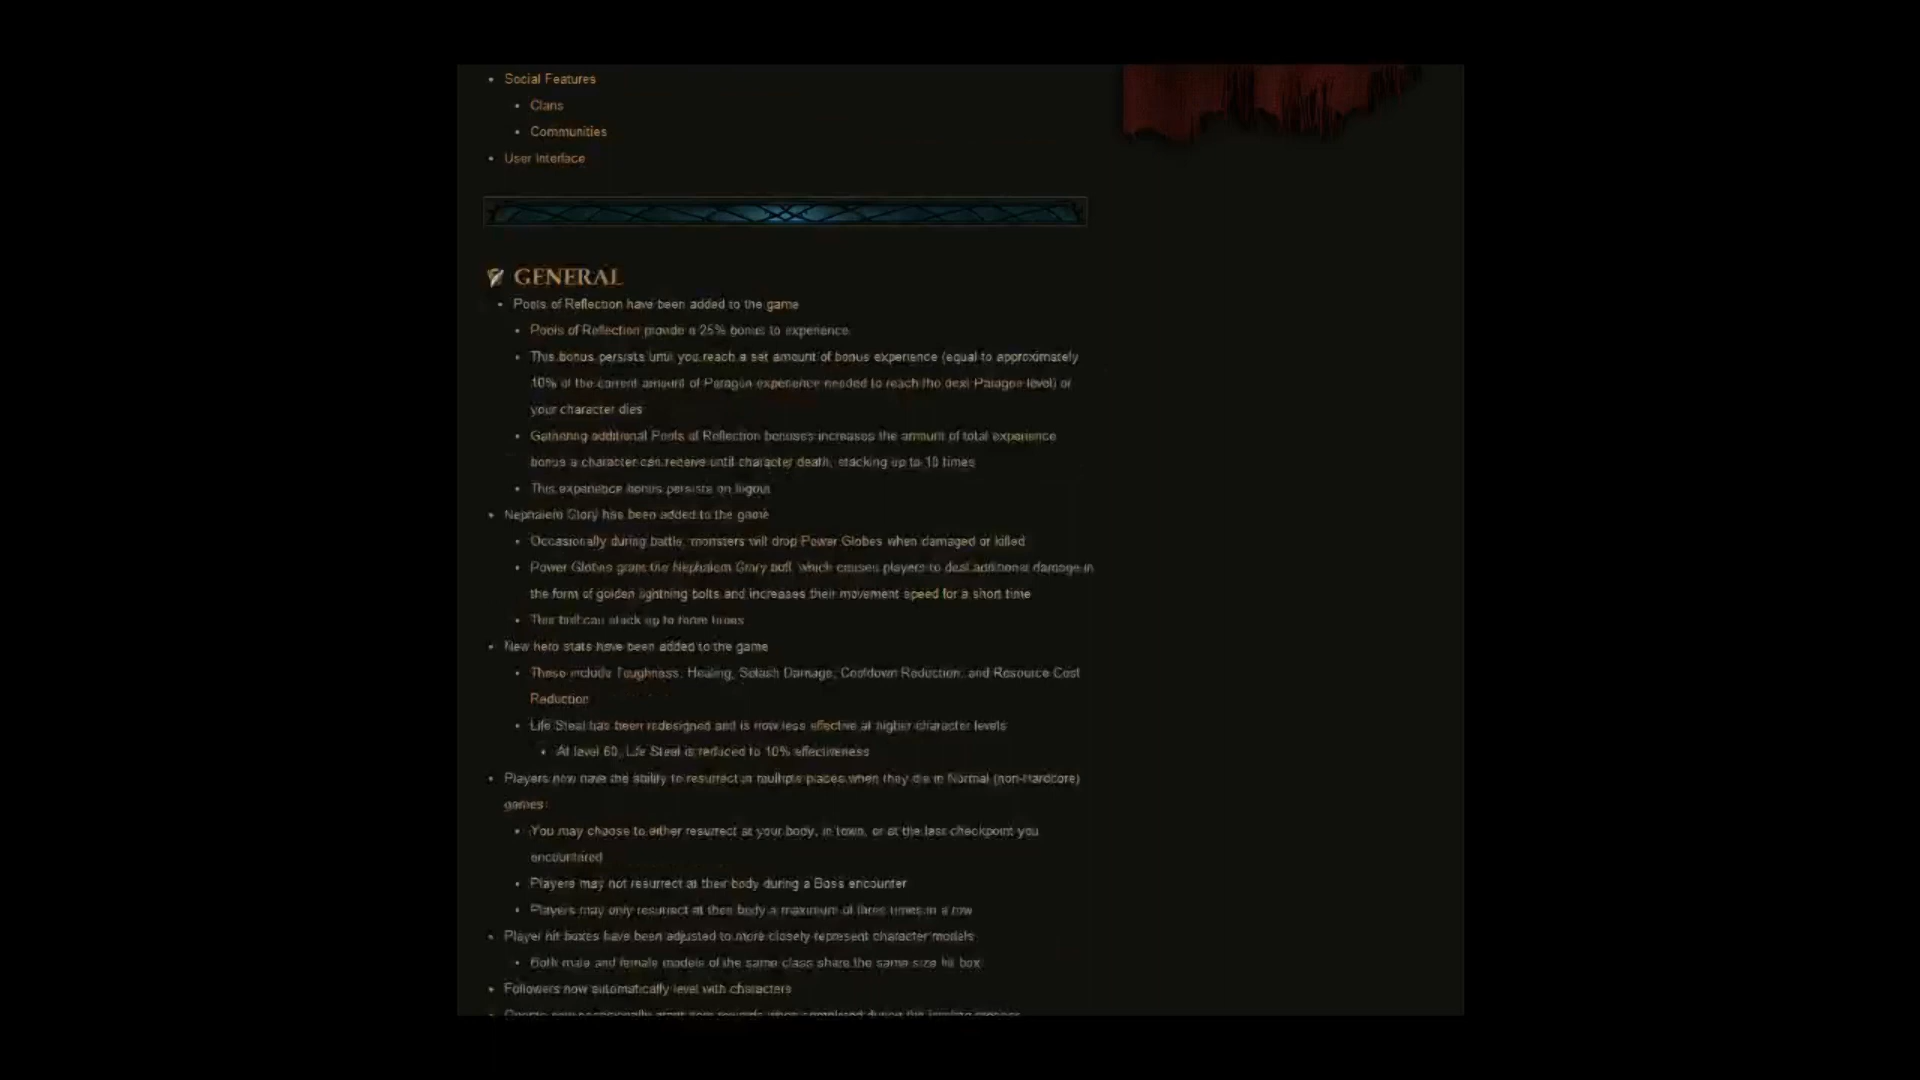 Social Features
Clans
Communities
User Interface
GENERAL
Pools of Reflection have been added to the game
Pools of Reflection provide a 25% bonus to experience
This bonus persists until you reach a set amount of bonus experience (equal to approximately
10% of the current amount of Paragon experience needed to reach the next Paragon level) or
your character dies
Gathering additional Pools of Reflection bonuses increases the amount of total experience
bonus a character can receive until character death, stacking up to 10 times
This experience bonus persists on logout
Nephalem Glory has been added to the game
Occasionally during battle, monsters will drop Power Globes when damaged or killed
Power Globes grant the Nephalem Glory buff, which causes players to deal additional damage in
the form of golden lightning bolts and increases their movement speed for a short time
This buff can stack up to three times
New hero stats have been added to the game
These include Toughness, Healing, Splash Damage, Cooldown Reduction, and Resource Cost
Reduction
Life Steal has been redesigned and is now less effective at higher character levels
At level 60, Life Steal is reduced to 10% effectiveness
Players now have the ability to resurrect in multiple places when they die in Normal (non-Hardcore)
games
You may choose to either resurrect at your body, in town, or at the last checkpoint you
encountered
Players may not resurrect at their body during a Boss encounter
Players may only resurrect at their body a maximum of three times in a row
Player hit boxes have been adjusted to more closely represent character models
Both male and female models of the same class share the same size hit box
Followers now automatically level with characters